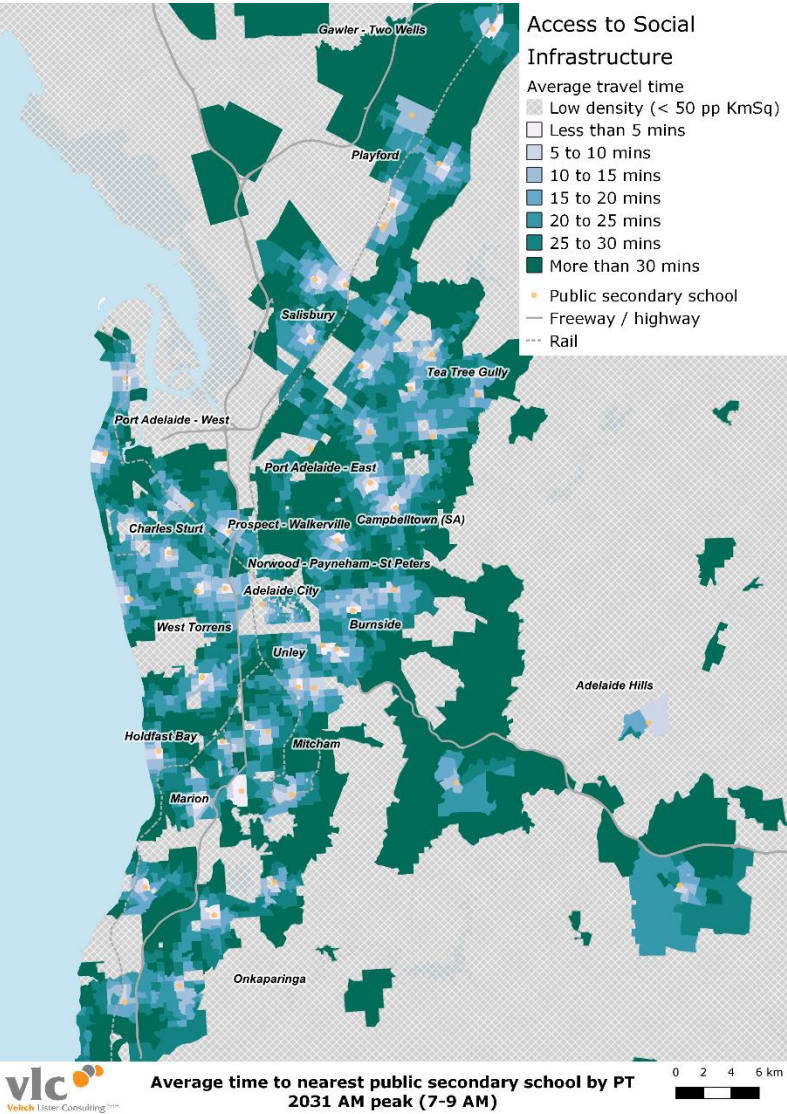 Access to Social
Infrastructure
Average travel time
Low density (< 50 pp KmSq)
Less than 5 mins
5 to 10 mins
10 to 15 mins
15 to 20 mins
20 to 25 mins
25 to 30 mins
More than 30 mins
Public secondary school
Freeway / highway
Rail
Gawler - Two Wells
Playford
Salisbury
Tea Tree Gully
Port Adelaide - West
Port Adelaide - East
Charles Sturt
Prospect - Walkerville
Campbelltown (SA)
Norwood - Payneham - St Peters
Adelaide City
West Torrens
Burnside
Unley
Adelaide Hills
Holdfast Bay
Mitcham
Marion
Onkaparinga
vlc
Veitch Lister Consulting
Average time to nearest public secondary school by PT
2031 AM peak (7-9 AM)
0 2 4 6 km